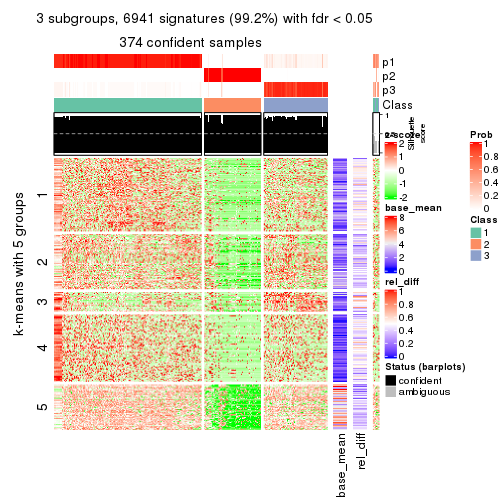 3 subgroups, 6941 signatures (99.2%) with fdr < 0.05
374 confident samples
p1
p2
p3
Class
1
0
Silhouette
score
k-means with 5 groups
1
2
3
4
5
base_mean
rel_diff
z-score
2
1
0
-1
-2
base_mean
8
6
4
2
0
rel_diff
1
0.8
0.6
0.4
0.2
0
Status (barplots)
confident
ambiguous
Prob
1
0.8
0.6
0.4
0.2
0
Class
1
2
3